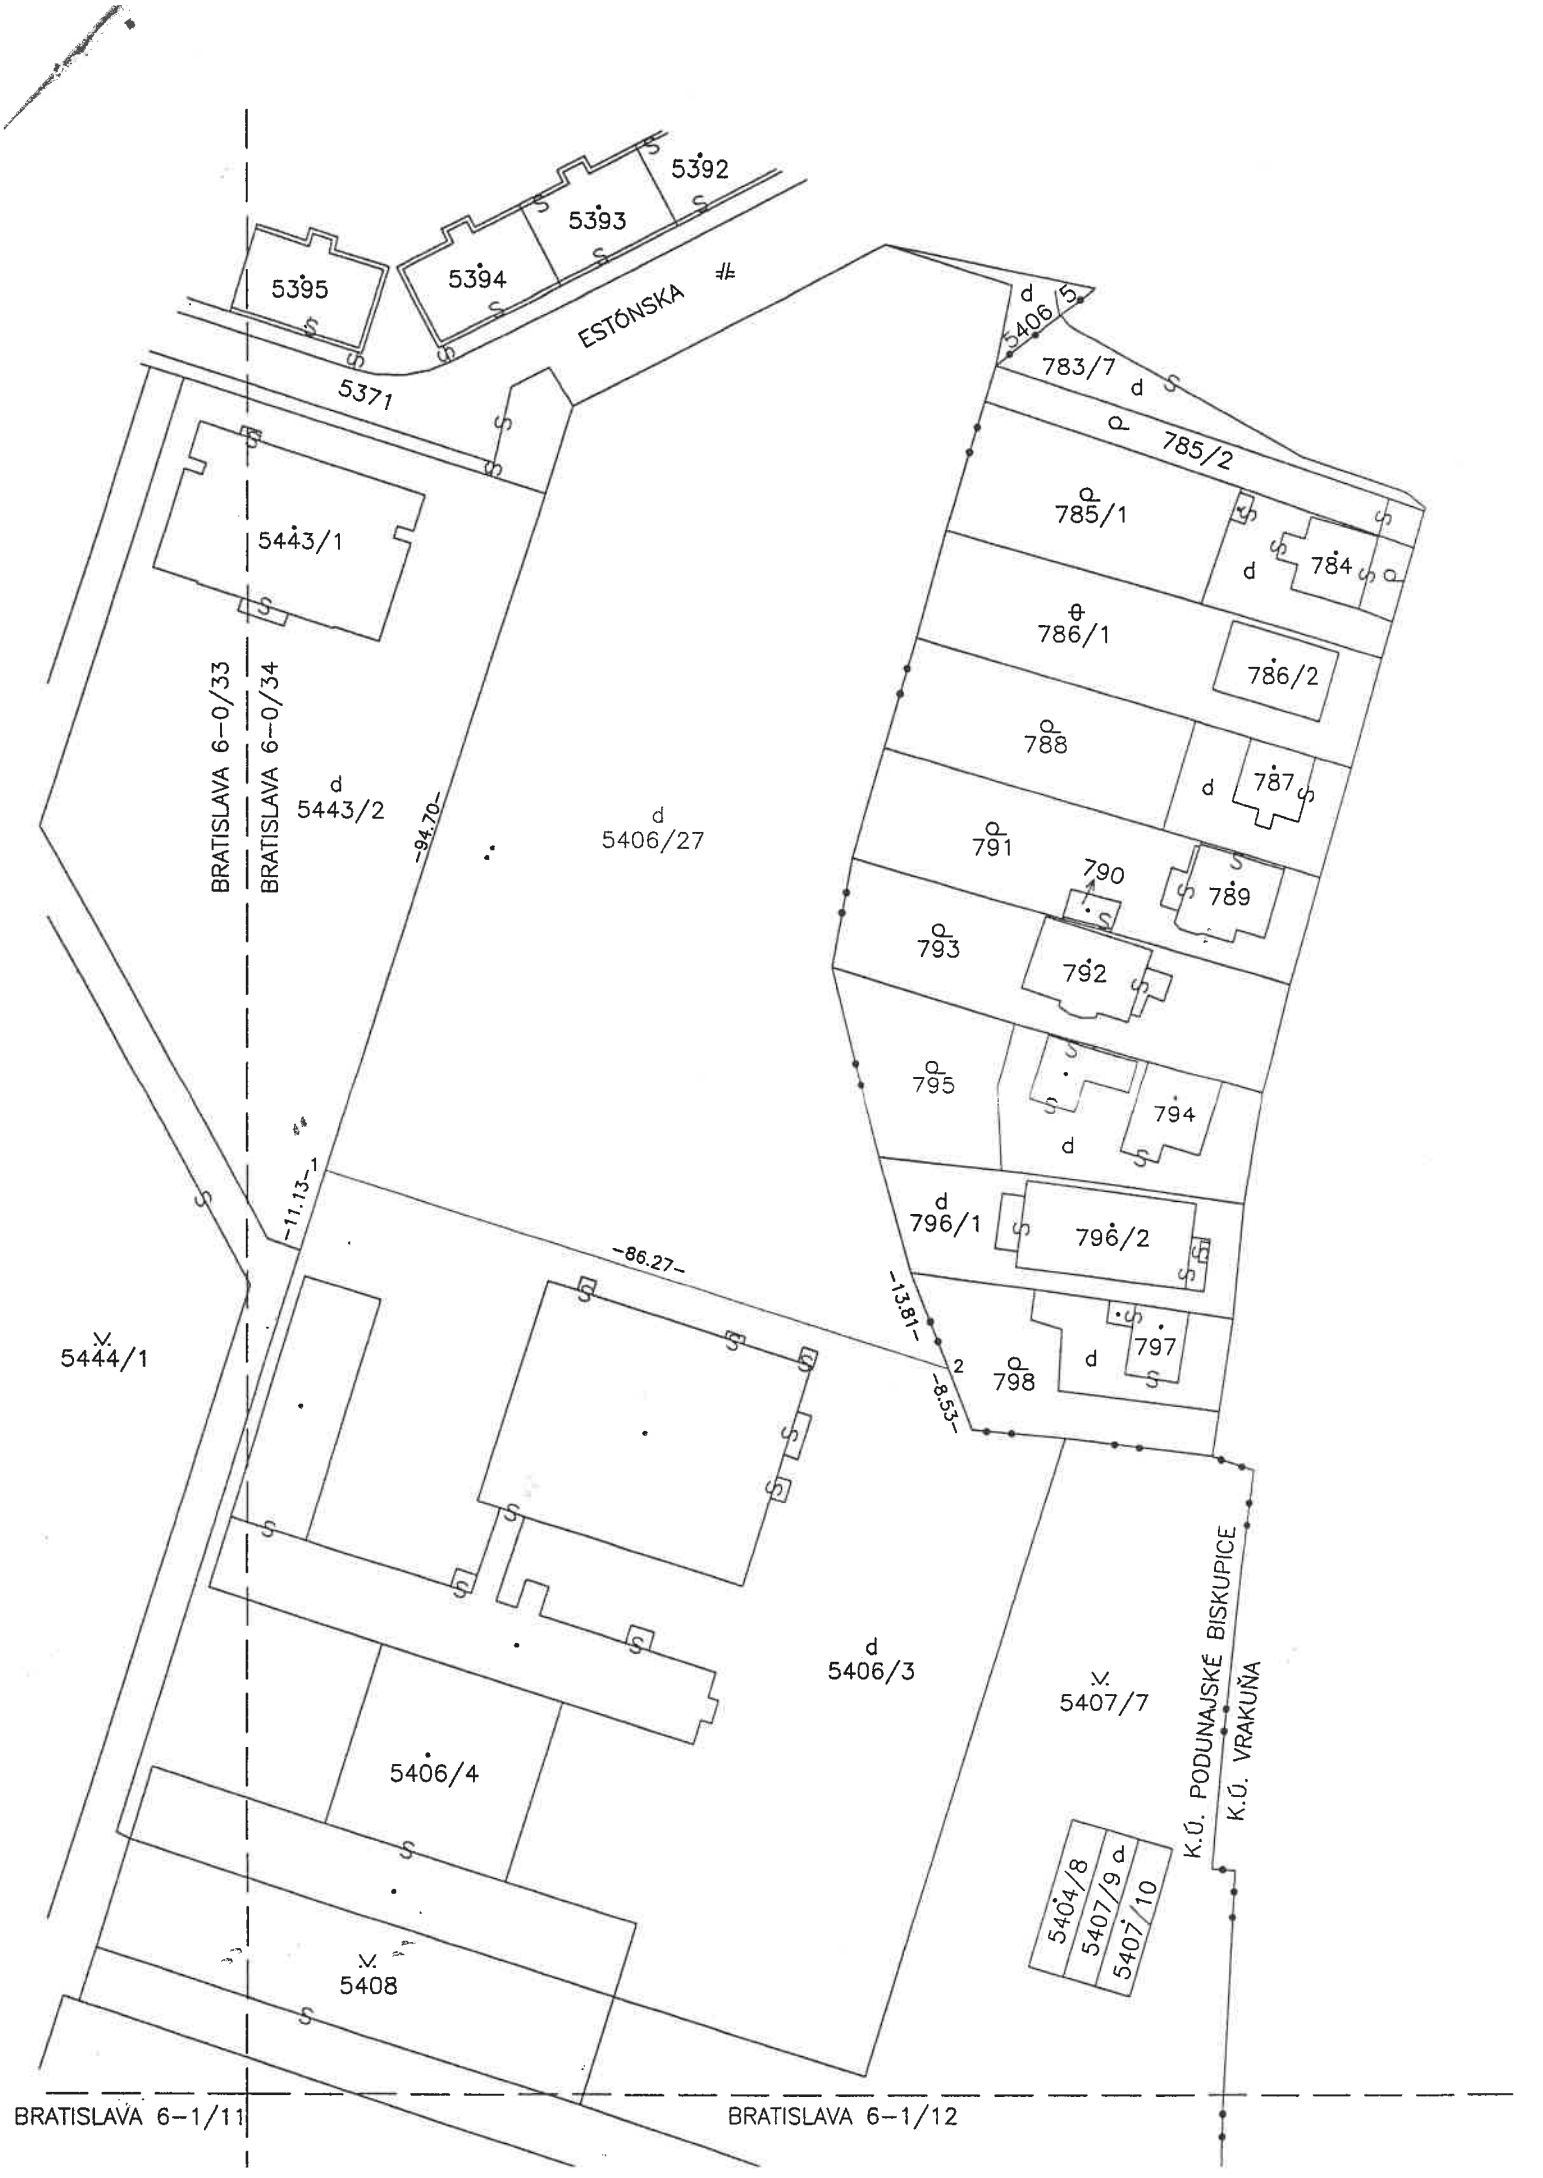 5392
5393
5394
5395
ESTÓNSKA
5371
d
5406
5
783/7
d
785/2
785/1
5443/1
784
d
786/1
786/2
BRATISLAVA 6-0/33
BRATISLAVA 6-0/34
788
787
d
d
5443/2
-94.70-
d
5406/27
791
790
789
793
792
795
794
d
-11.13-
1
d
796/1
796/2
-86.27-
-13.81-
2
-8.53-
798
d
797
5444/1
K.Ú. PODUNAJSKÉ BISKUPICE
K.Ú. VRAKUŇA
d
5406/3
5407/7
5406/4
5404/8
5407/9 d
5407/10
5408
BRATISLAVA 6-1/11
BRATISLAVA 6-1/12